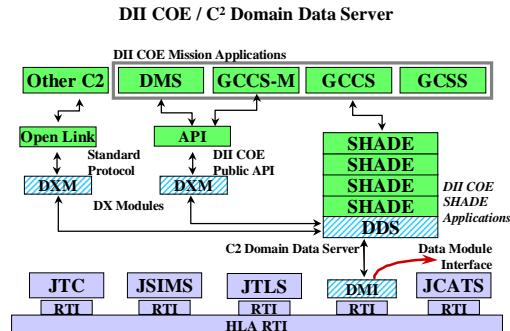 DII COE / C² Domain Data Server
DII COE Mission Applications
Other C2
DMS
GCCS-M
GCCS
GCSS
Open Link
API
SHADE
SHADE
SHADE
SHADE
Standard
Protocol
DII COE
Public API
DXM
DXM
DX Modules
DII COE
SHADE
Applications
DDS
C2 Domain Data Server
Data Module
Interface
JTC
JSIMS
JTLS
DMI
JCATS
RTI
RTI
RTI
RTI
RTI
HLA RTI